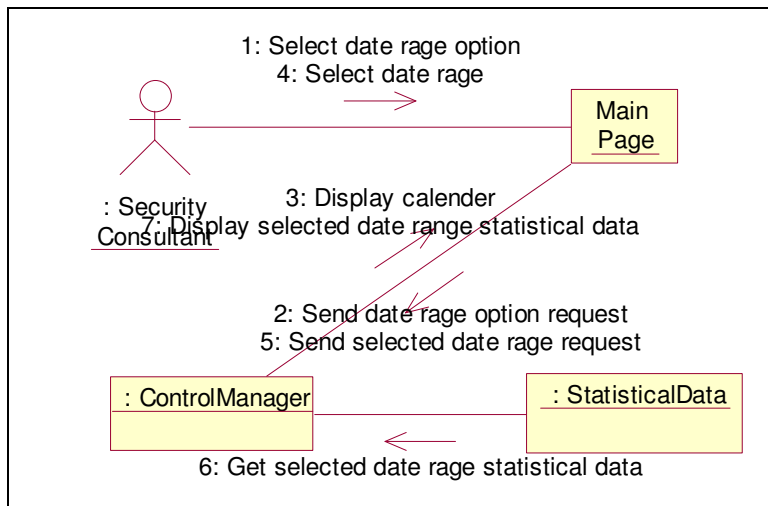 1: Select date rage option
4: Select date rage
Main
Page
3: Display calender
: Security
7: Display selected date range statistical data
Consultant
2: Send date rage option request
5: Send selected date rage request
: ControlManager
: StatisticalData
6: Get selected date rage statistical data